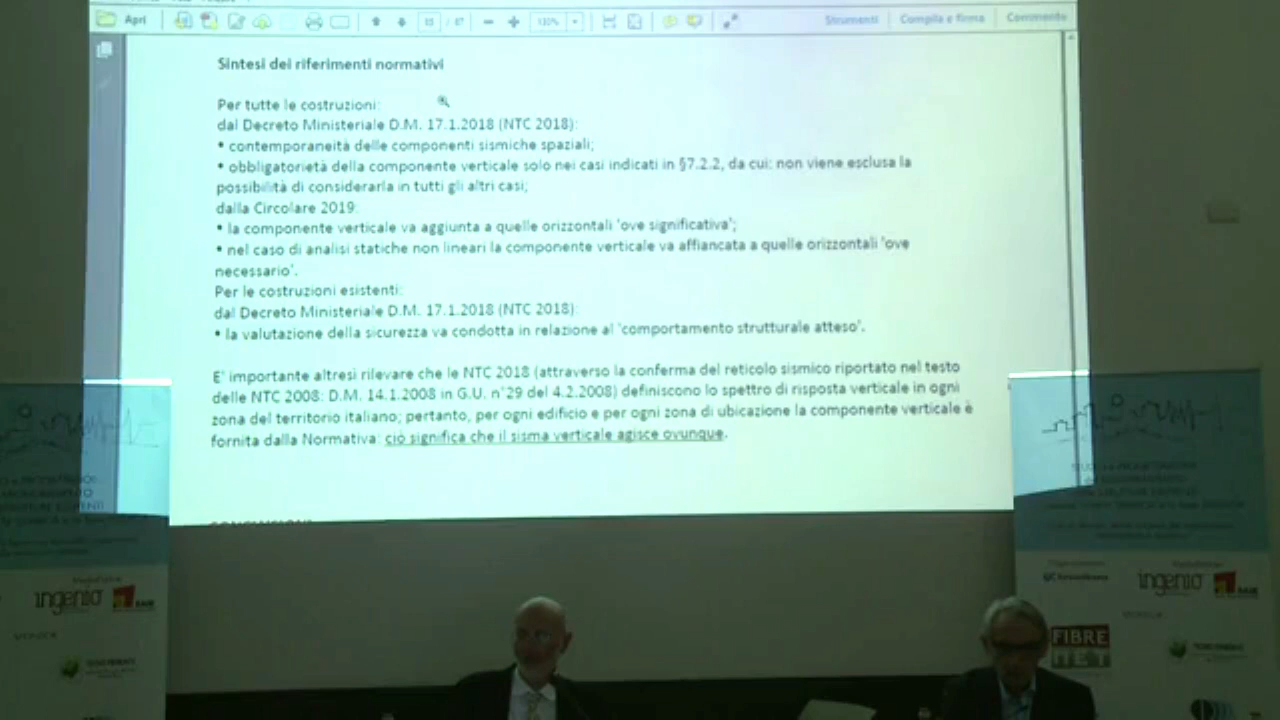 Apri
/ 67
130%
Strumenti
Compila e firma
Commento
Sintesi dei riferimenti normativi
Per tutte le costruzioni:
dal Decreto Ministeriale D.M. 17.1.2018 (NTC 2018):
• contemporaneità delle componenti sismiche spaziali;
• obbligatorietà della componente verticale solo nei casi indicati in §7.2.2, da cui: non viene esclusa la
possibilità di considerarla in tutti gli altri casi;
dalla Circolare 2019:
• la componente verticale va aggiunta a quelle orizzontali 'ove significativa';
• nel caso di analisi statiche non lineari la componente verticale va affiancata a quelle orizzontali 'ove
necessario'.
Per le costruzioni esistenti:
dal Decreto Ministeriale D.M. 17.1.2018 (NTC 2018):
• la valutazione della sicurezza va condotta in relazione al 'comportamento strutturale atteso'.
E' importante altresì rilevare che le NTC 2018 (attraverso la conferma del reticolo sismico riportato nel testo
delle NTC 2008: D.M. 14.1.2008 in G.U. n°29 del 4.2.2008) definiscono lo spettro di risposta verticale in ogni
zona del territorio italiano; pertanto, per ogni edificio e per ogni zona di ubicazione la componente verticale è
fornita dalla Normativa: ciò significa che il sisma verticale agisce ovunque.
ingenio
ingenio
FIBRE
NET